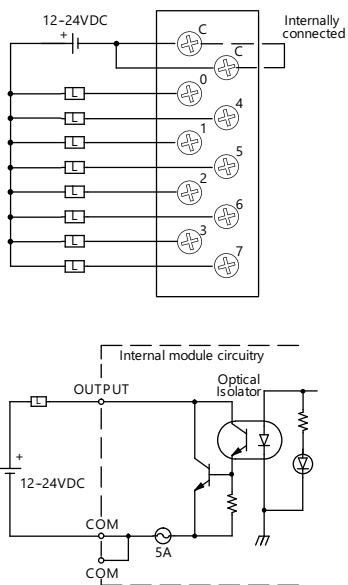 12-24VDC
+
Internally
connected
C
C
0
L
4
L
1
L
5
L
2
L
6
L
3
L
7
L
Internal module circuitry
OUTPUT
Optical
Isolator
L
+
12-24VDC
COM
5A
COM